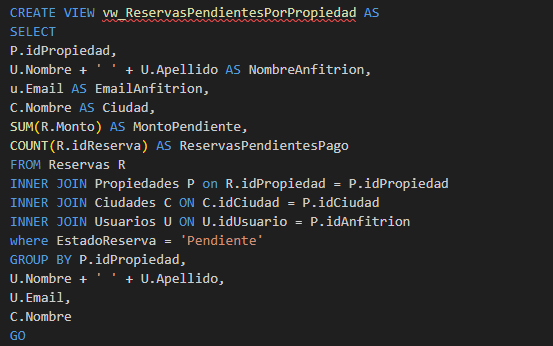 CREATE VIEW vw_ReservasPendientesPorPropiedad AS
SELECT
P.idPropiedad,
U.Nombre + ' ' + U.Apellido AS NombreAnfitrion,
u.Email AS EmailAnfitrion,
C.Nombre AS Ciudad,
SUM(R.Monto) AS MontoPendiente,
COUNT(R.idReserva) AS ReservasPendientesPago
FROM Reservas R
INNER JOIN Propiedades P on R.idPropiedad = P.idPropiedad
INNER JOIN Ciudades C ON C.idCiudad = P.idCiudad
INNER JOIN Usuarios U ON U.idUsuario = P.idAnfitrion
where EstadoReserva = 'Pendiente'
GROUP BY P.idPropiedad,
U.Nombre + ' ' + U.Apellido,
U.Email,
C.Nombre
GO